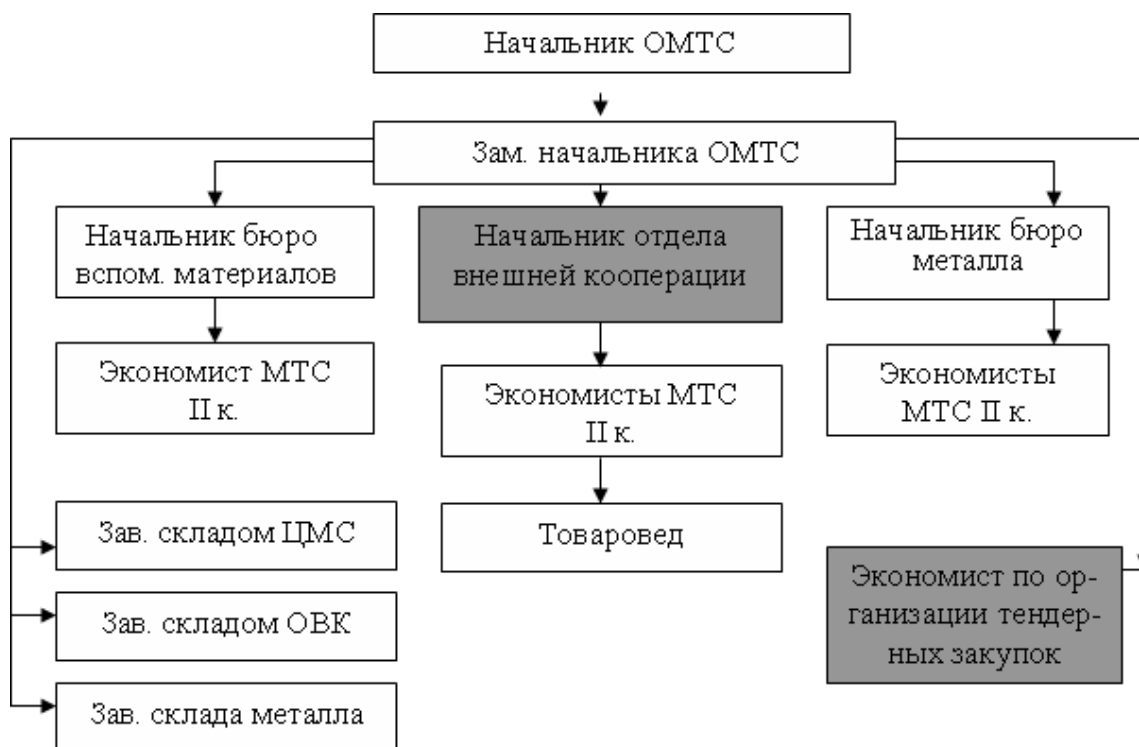 Начальник ОМТС
Зам. начальника ОМТС
Начальник бюро
вспом. материалов
Начальник отдела
внешней кооперации
Начальник бюро
металла
Экономист МТС
II к.
Экономисты МТС
II к.
Экономисты
МТС II к.
Зав. складом ЦМС
Товаровед
Зав. складом ОВК
Экономист по ор-
ганизации тендер-
ных закупок
Зав. склада металла